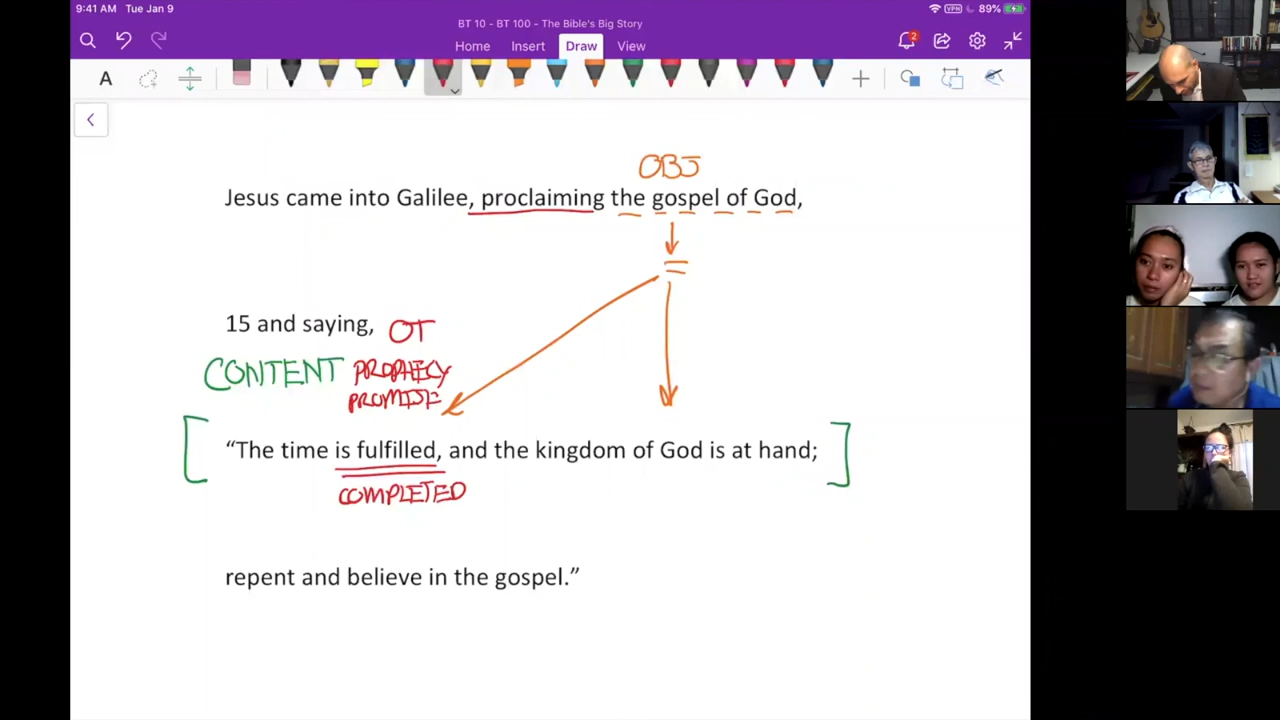 9:41 AM Tue Jan 9
VPN 89%
BT 10 - BT 100 - The Bible's Big Story
Home Insert Draw View
2
A
OBJ
Jesus came into Galilee, proclaiming the gospel of God,
15 and saying, OT
CONTENT PROPHECY
PROMISE
“The time is fulfilled, and the kingdom of God is at hand;
COMPLETED
repent and believe in the gospel.”